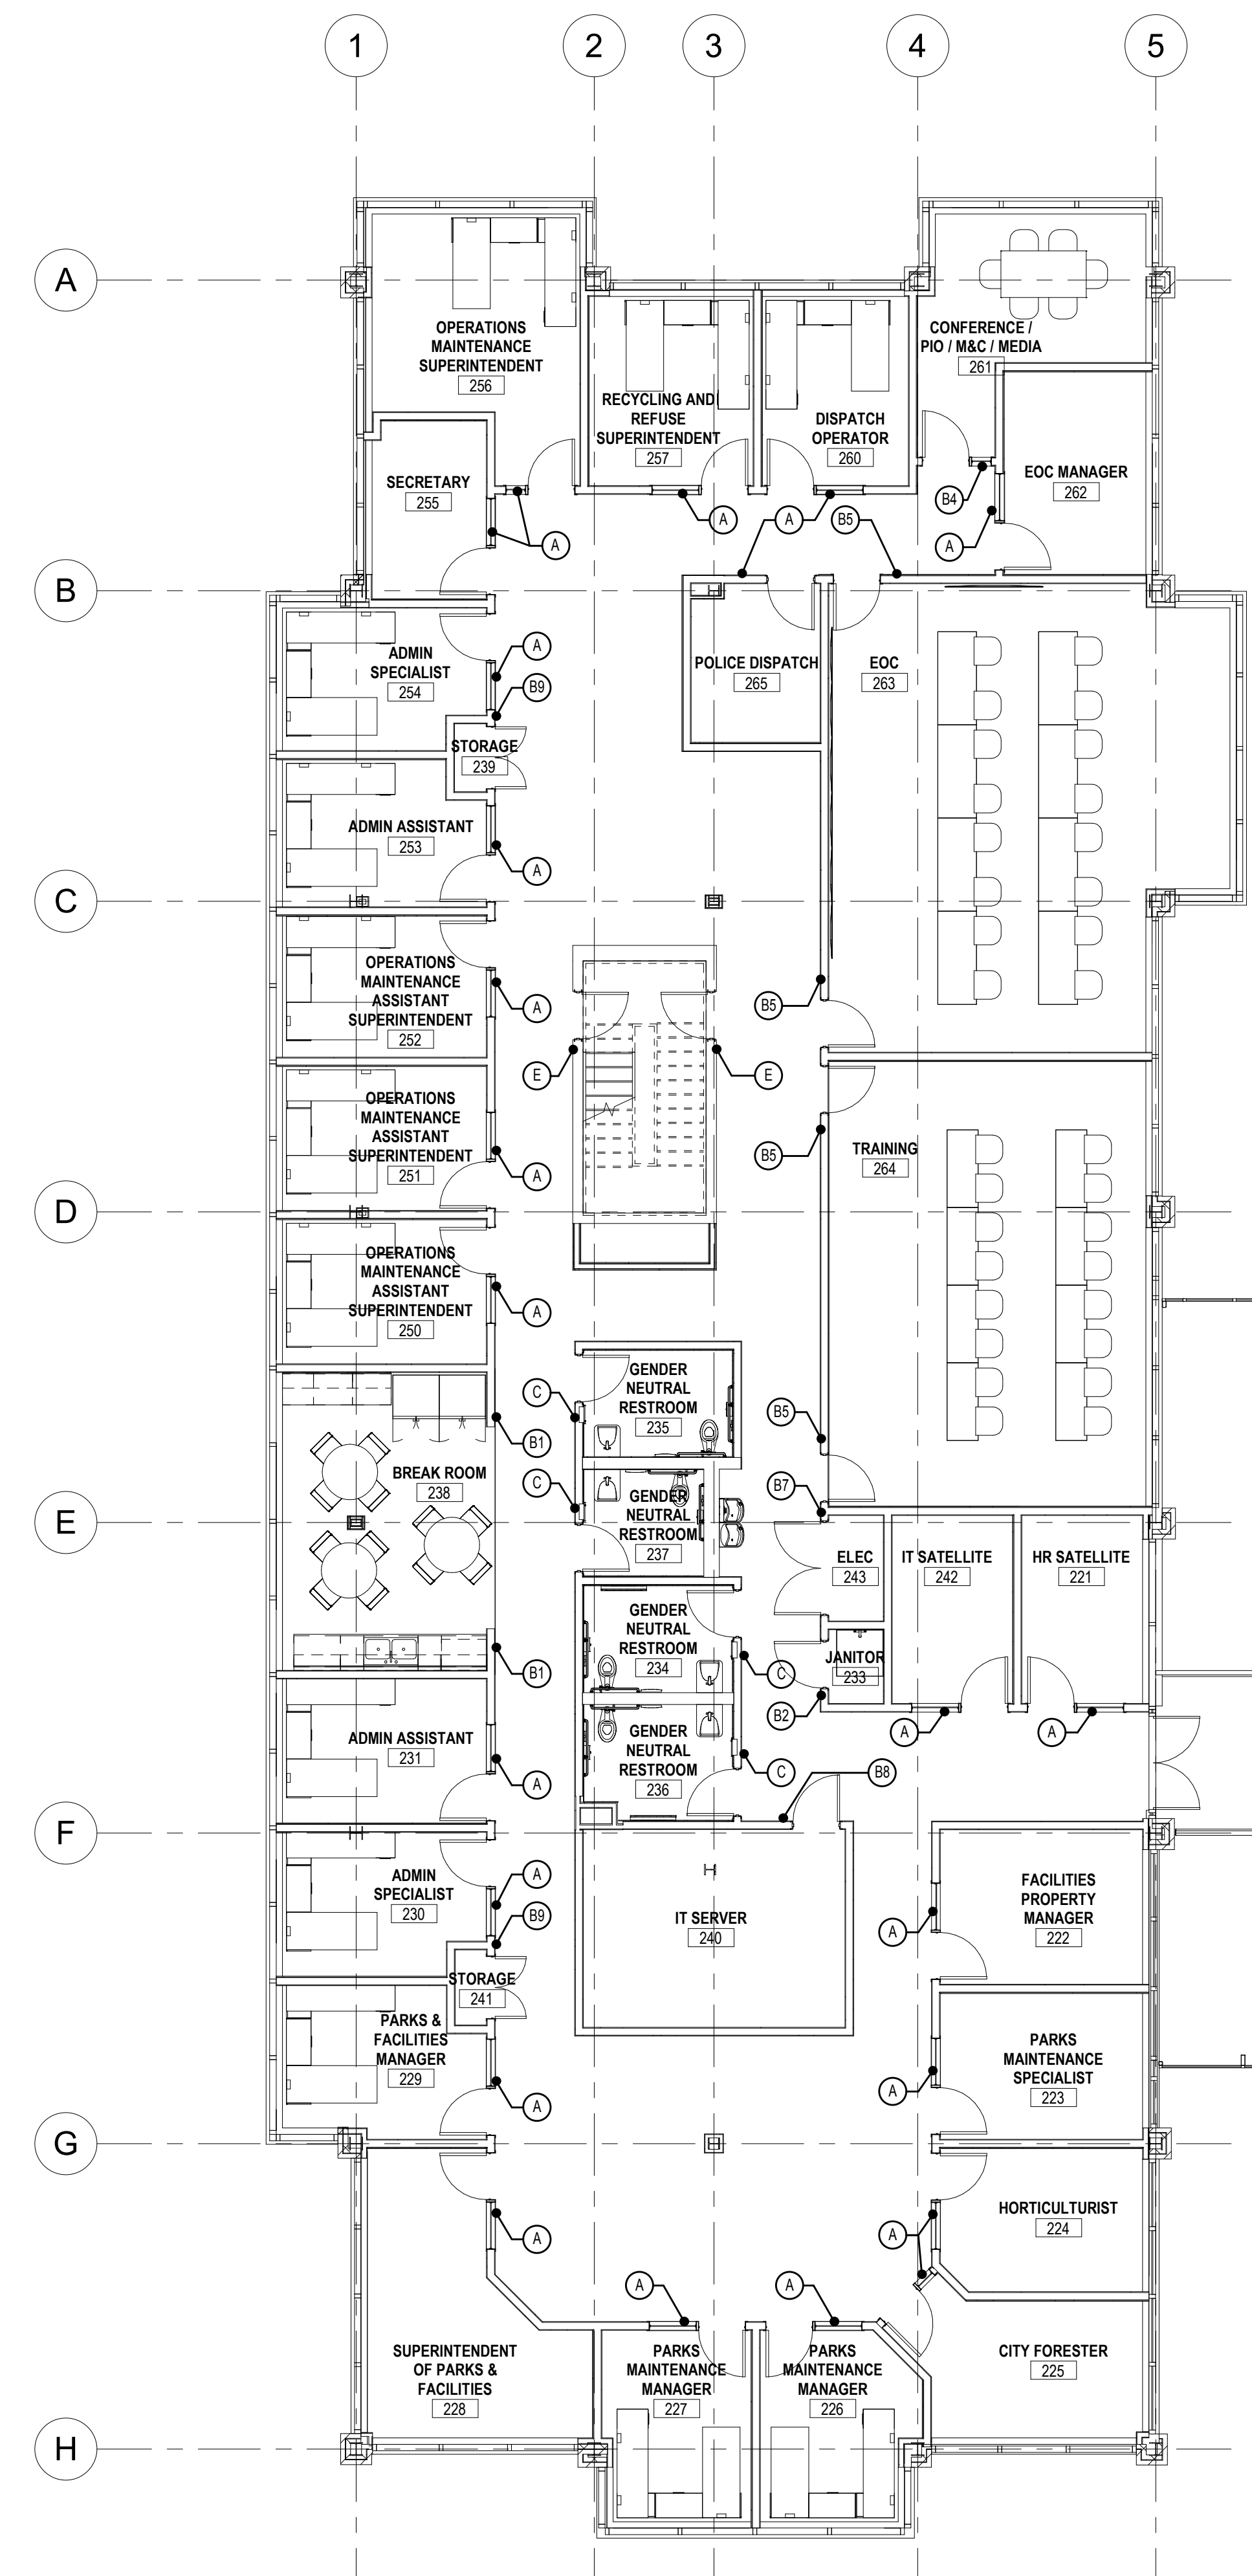 1
2
3
4
5
A
OPERATIONS
MAINTENANCE
SUPERINTENDENT
256
CONFERENCE /
PIO / M&C / MEDIA
261
RECYCLING AND
REFUSE
SUPERINTENDENT
257
DISPATCH
OPERATOR
260
SECRETARY
255
EOC MANAGER
262
B4
A
A
B5
A
A
B
ADMIN
SPECIALIST
254
A
B9
POLICE DISPATCH
265
EOC
263
STORAGE
239
ADMIN ASSISTANT
253
A
C
OPERATIONS
MAINTENANCE
ASSISTANT
SUPERINTENDENT
252
A
B5
E
E
OPERATIONS
MAINTENANCE
ASSISTANT
SUPERINTENDENT
251
A
B5
TRAINING
264
D
OPERATIONS
MAINTENANCE
ASSISTANT
SUPERINTENDENT
250
A
GENDER
NEUTRAL
RESTROOM
235
C
B1
B5
BREAK ROOM
238
C
B7
GENDER
NEUTRAL
RESTROOM
237
E
ELEC
243
IT SATELLITE
242
HR SATELLITE
221
GENDER
NEUTRAL
RESTROOM
234
B1
C
JANITOR
233
B2
A
A
ADMIN ASSISTANT
231
A
GENDER
NEUTRAL
RESTROOM
236
C
B8
F
ADMIN
SPECIALIST
230
A
B9
IT SERVER
240
A
FACILITIES
PROPERTY
MANAGER
222
STORAGE
241
PARKS &
FACILITIES
MANAGER
229
A
A
PARKS
MAINTENANCE
SPECIALIST
223
G
A
A
HORTICULTURIST
224
A
A
SUPERINTENDENT
OF PARKS &
FACILITIES
228
PARKS
MAINTENANCE
MANAGER
227
PARKS
MAINTENANCE
MANAGER
226
CITY FORESTER
225
H